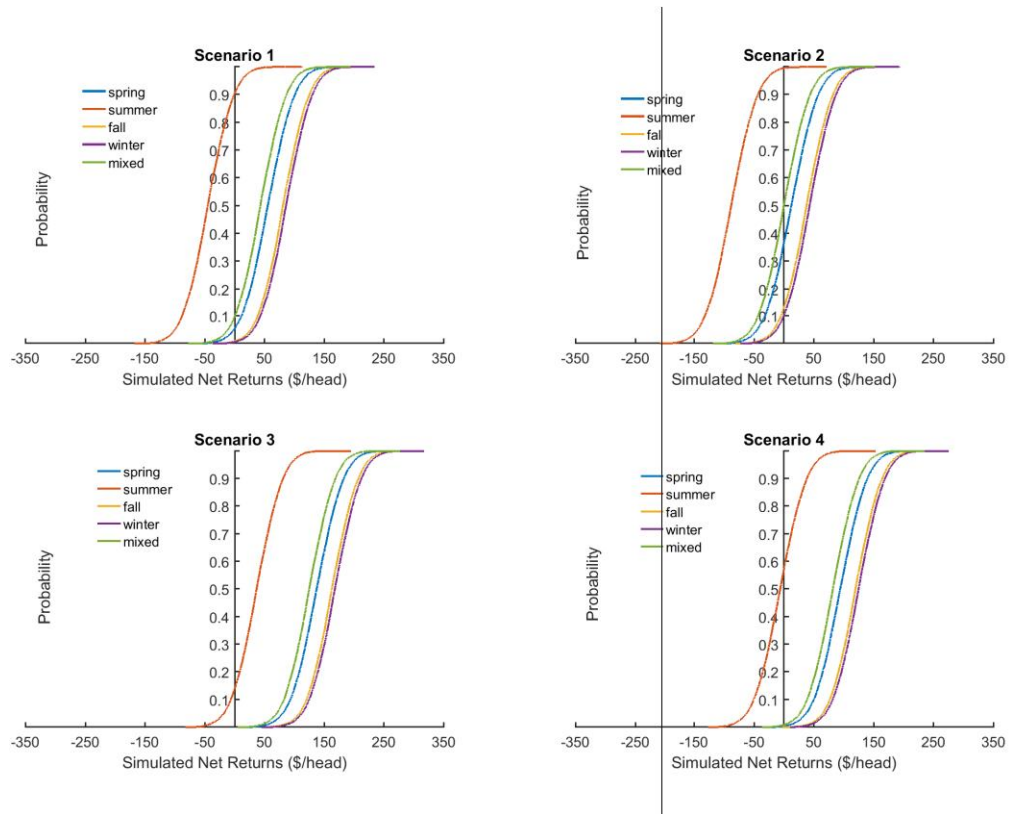 Scenario 1
spring
summer
fall
winter
mixed
Probability
0.9
0.8
0.7
0.6
0.5
0.4
0.3
0.2
0.1
-350 -250 -150 -50 50 150 250 350
Simulated Net Returns ($/head)
Scenario 2
spring
summer
fall
winter
mixed
Probability
0.9
0.8
0.7
0.6
0.5
0.4
0.3
0.2
0.1
-350 -250 -150 -50 50 150 250 350
Simulated Net Returns ($/head)
Scenario 3
spring
summer
fall
winter
mixed
Probability
0.9
0.8
0.7
0.6
0.5
0.4
0.3
0.2
0.1
-350 -250 -150 -50 50 150 250 350
Simulated Net Returns ($/head)
Scenario 4
spring
summer
fall
winter
mixed
Probability
0.9
0.8
0.7
0.6
0.5
0.4
0.3
0.2
0.1
-350 -150 -50 50 150 250 350
Simulated Net Returns ($/head)